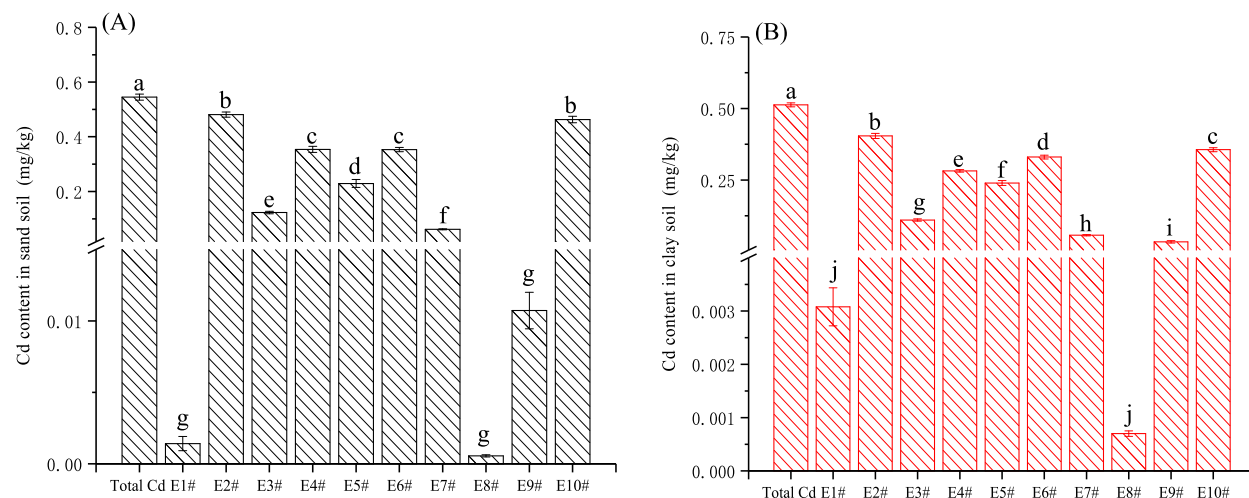 (A)
Cd content in sand soil (mg/kg)
0.8
0.6
0.4
0.2
0.01
0.00
a
g
b
e
c
d
c
f
g
g
b
Total Cd E1# E2# E3# E4# E5# E6# E7# E8# E9# E10#
(B)
Cd content in clay soil (mg/kg)
0.75
0.50
0.25
0.003
0.002
0.001
0.000
a
j
b
g
e
f
d
h
j
i
c
Total Cd E1# E2# E3# E4# E5# E6# E7# E8# E9# E10#